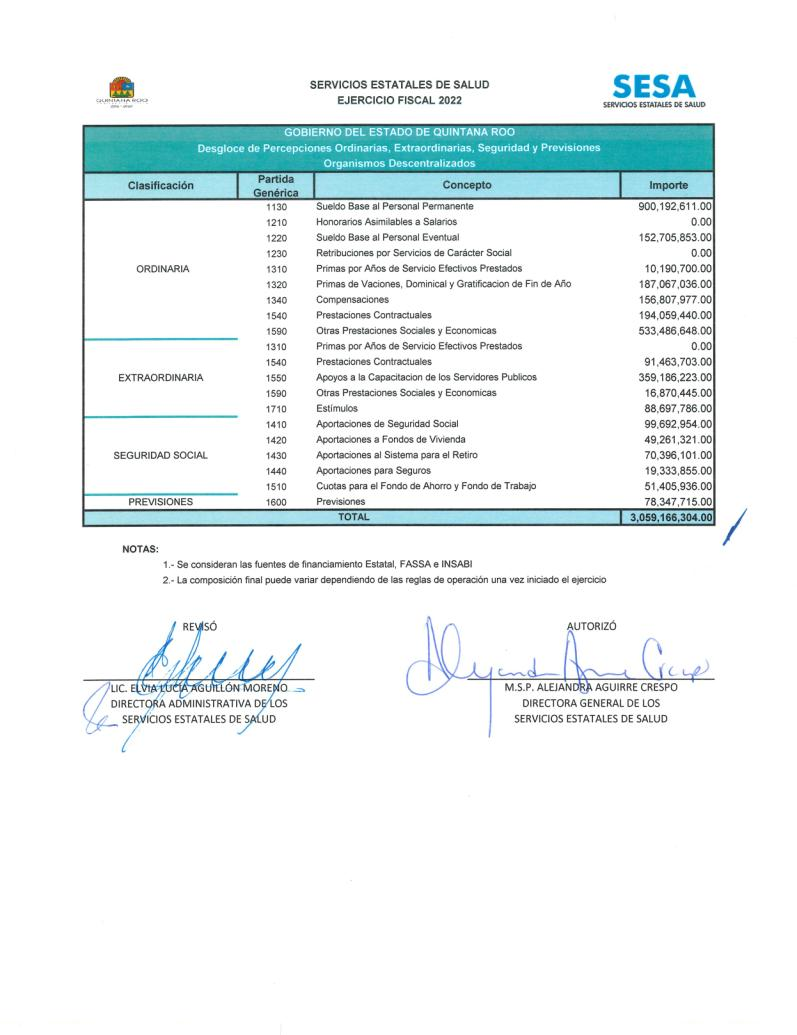 QUINTANA ROO
SERVICIOS ESTATALES DE SALUD
EJERCICIO FISCAL 2022
SESA
SERVICIOS ESTATALES DE SALUD
GOBIERNO DEL ESTADO DE QUINTANA ROO
Desgloce de Percepciones Ordinarias, Extraordinarias, Seguridad y Previsiones
Organismos Descentralizados
Clasificación Partida Genérica Concepto Importe
ORDINARIA
1130 Sueldo Base al Personal Permanente 900,192,611.00
1210 Honorarios Asimilables a Salarios 0.00
1220 Sueldo Base al Personal Eventual 152,705,853.00
1230 Retribuciones por Servicios de Carácter Social 0.00
1310 Primas por Años de Servicio Efectivos Prestados 10,190,700.00
1320 Primas de Vaciones, Dominical y Gratificacion de Fin de Año 187,067,036.00
1340 Compensaciones 156,807,977.00
1540 Prestaciones Contractuales 194,059,440.00
1590 Otras Prestaciones Sociales y Economicas 533,486,648.00
EXTRAORDINARIA
1310 Primas por Años de Servicio Efectivos Prestados 0.00
1540 Prestaciones Contractuales 91,463,703.00
1550 Apoyos a la Capacitacion de los Servidores Publicos 359,186,223.00
1590 Otras Prestaciones Sociales y Economicas 16,870,445.00
1710 Estímulos 88,697,786.00
SEGURIDAD SOCIAL
1410 Aportaciones de Seguridad Social 99,692,954.00
1420 Aportaciones a Fondos de Vivienda 49,261,321.00
1430 Aportaciones al Sistema para el Retiro 70,396,101.00
1440 Aportaciones para Seguros 19,333,855.00
1510 Cuotas para el Fondo de Ahorro y Fondo de Trabajo 51,405,936.00
PREVISIONES 1600 Previsiones 78,347,715.00
TOTAL 3,059,166,304.00
NOTAS:
1.- Se consideran las fuentes de financiamiento Estatal, FASSA e INSABI
2.- La composición final puede variar dependiendo de las reglas de operación una vez iniciado el ejercicio
REVISÓ
LIC. ELVIA LUCÍA AGUILLÓN MORENO
DIRECTORA ADMINISTRATIVA DE LOS
SERVICIOS ESTATALES DE SALUD
AUTORIZÓ
Alejandra Aguirre Crespo
M.S.P. ALEJANDRA AGUIRRE CRESPO
DIRECTORA GENERAL DE LOS
SERVICIOS ESTATALES DE SALUD